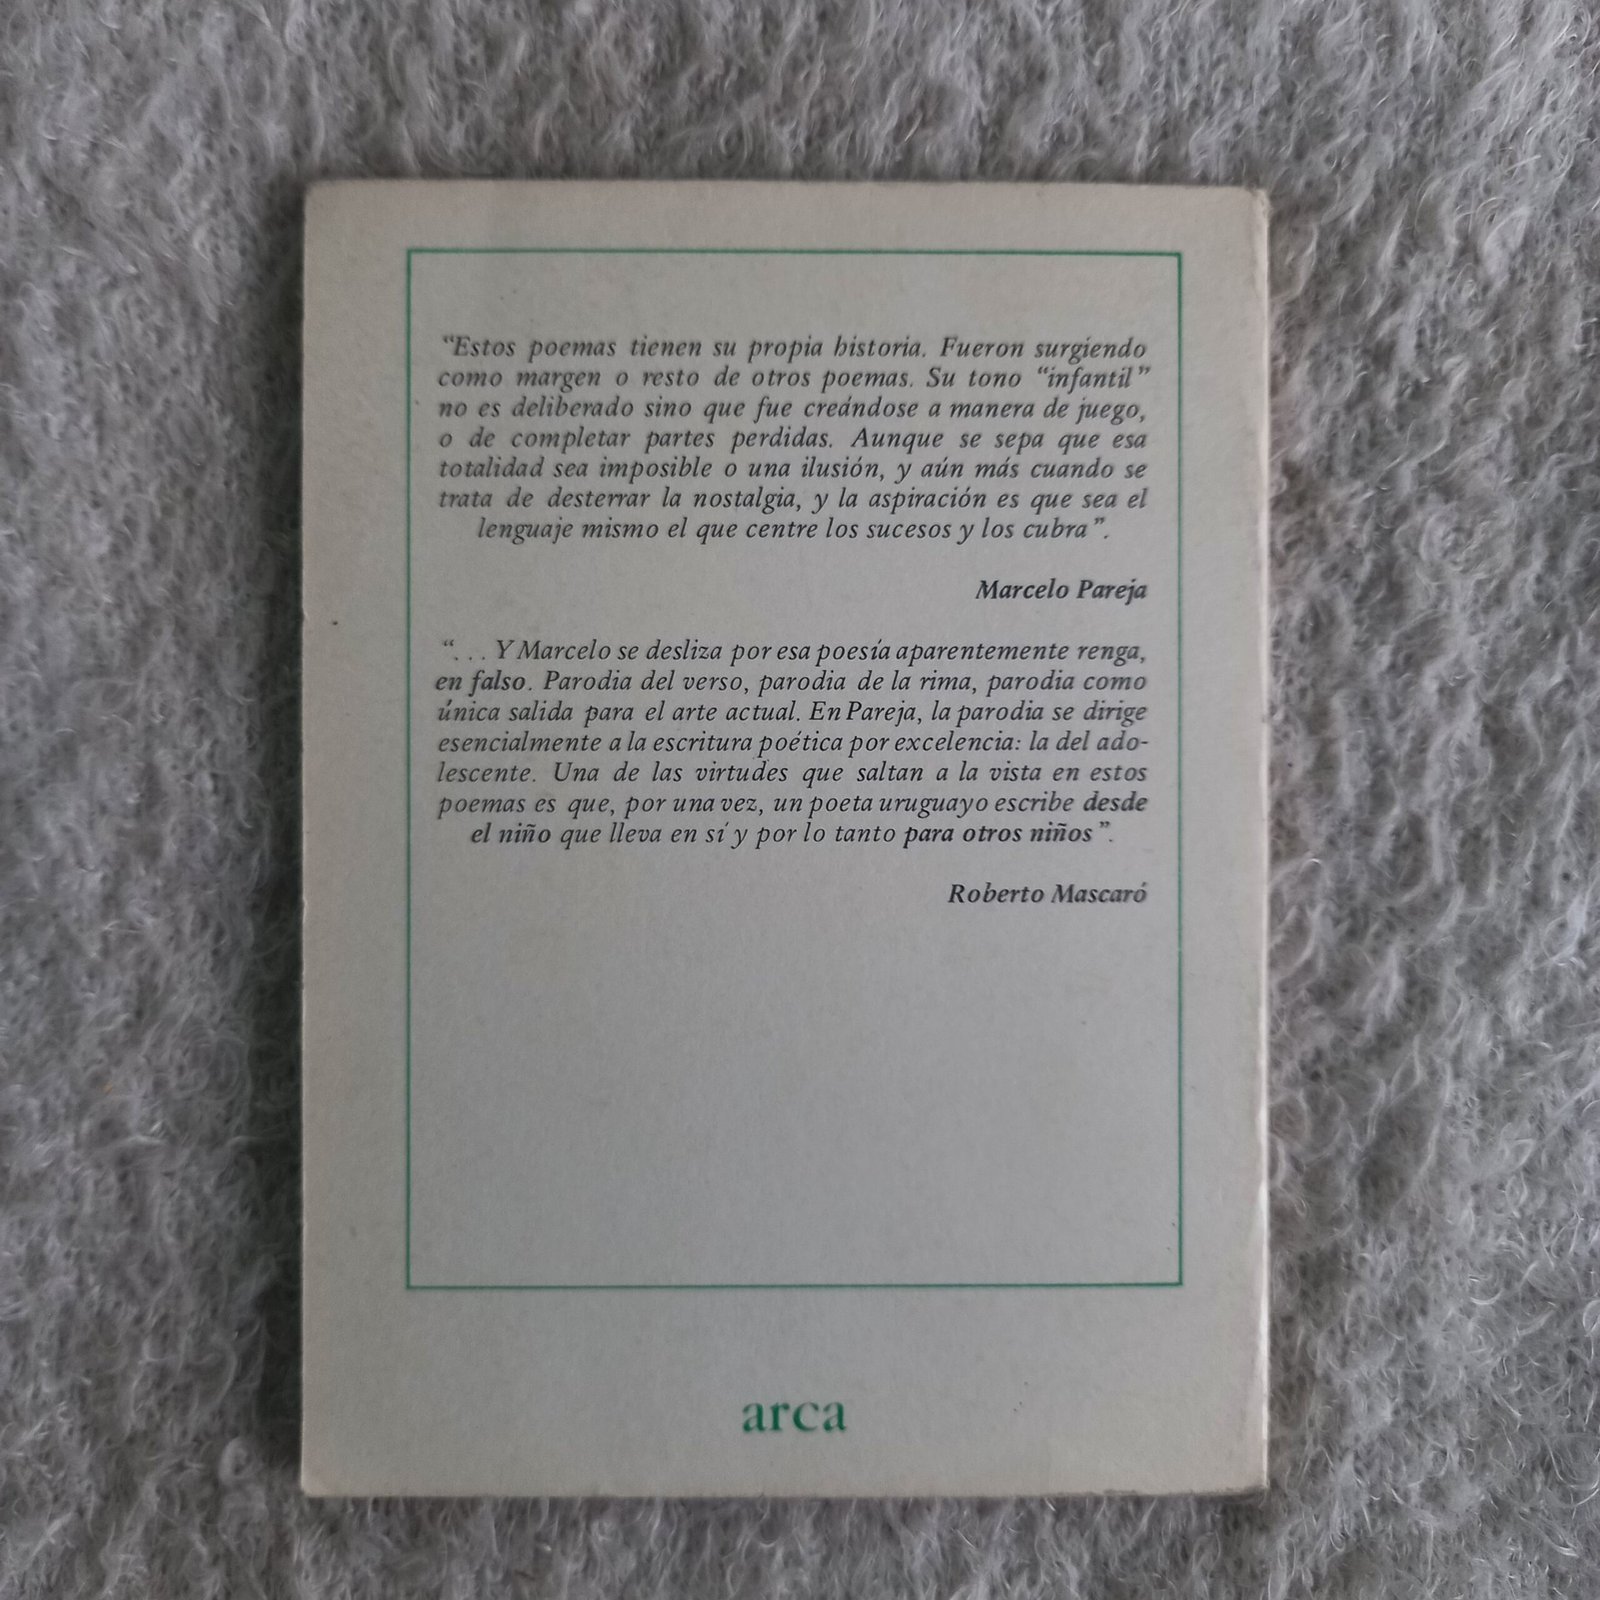 “Estos poemas tienen su propia historia. Fueron surgiendo
como margen o resto de otros poemas. Su tono “infantil”
no es deliberado sino que fue creándose a manera de juego,
o de completar partes perdidas. Aunque se sepa que esa
totalidad sea imposible o una ilusión, y aún más cuando se
trata de desterrar la nostalgia, y la aspiración es que sea el
lenguaje mismo el que centre los sucesos y los cubra”.
Marcelo Pareja
“. . . Y Marcelo se desliza por esa poesía aparentemente renga,
en falso. Parodia del verso, parodia de la rima, parodia como
única salida para el arte actual. En Pareja, la parodia se dirige
esencialmente a la escritura poética por excelencia: la del ado-
lescente. Una de las virtudes que saltan a la vista en estos
poemas es que, por una vez, un poeta uruguayo escribe desde
el niño que lleva en sí y por lo tanto para otros niños”.
Roberto Mascaró
arca